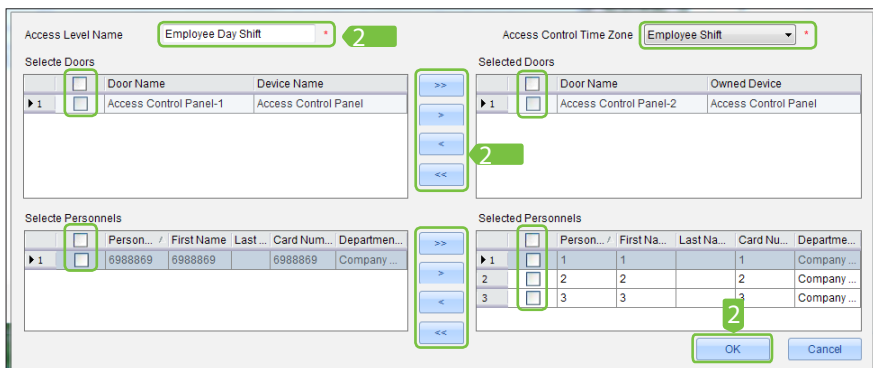 Access Level Name Employee Day Shift * 2 Access Control Time Zone Employee Shift *
Selecte Doors Selected Doors
Door Name Device Name >> Door Name Owned Device
1 Access Control Panel-1 Access Control Panel 1 Access Control Panel-2 Access Control Panel
>
< 2
<<
Selecte Personnels Selected Personnels
Person... / First Name Last ... Card Num... Departmen... >> Person... / First Na... Last Na... Card Nu... Departme...
1 6988869 6988869 6988869 Company ... 1 1 1 1 Company ...
> 2 2 2 2 Company ...
< 3 3 3 3 Company ...
<< 2
OK Cancel